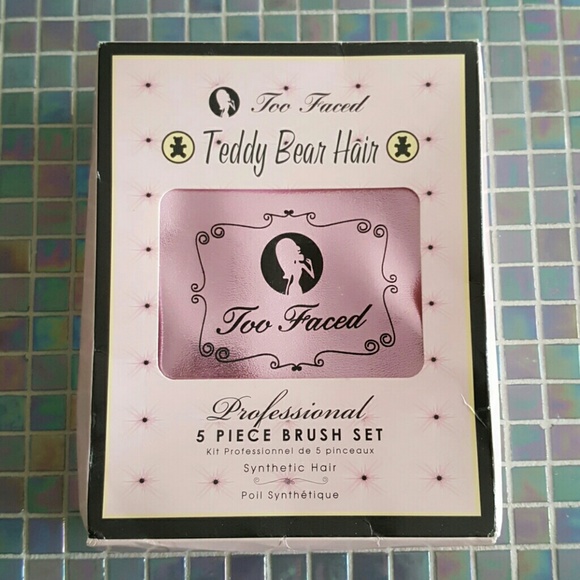 Too Faced
Teddy Bear Hair
Too Faced
Professional
5 PIECE BRUSH SET
Kit Professionnel de 5 pinceaux
Synthetic Hair
Poil Synthétique